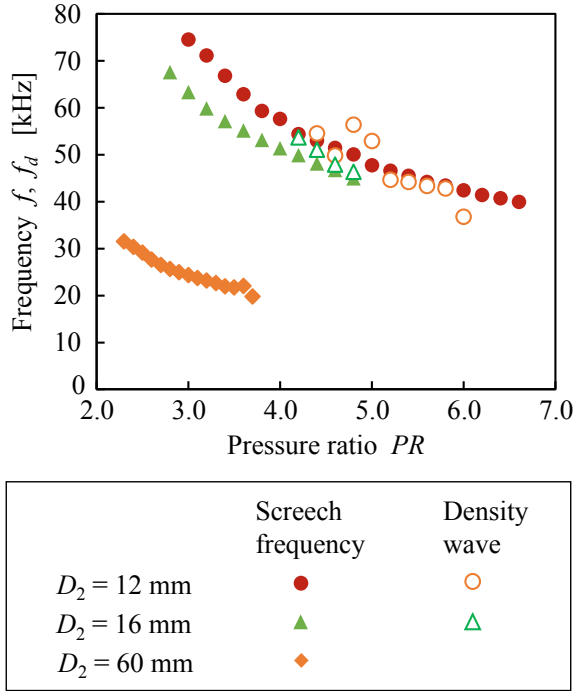 80
70
60
50
40
30
20
10
0
Frequency f, f_d [kHz]
2.0 3.0 4.0 5.0 6.0 7.0
Pressure ratio PR
Screech Density
frequency wave
D₂ = 12 mm
D₂ = 16 mm
D₂ = 60 mm